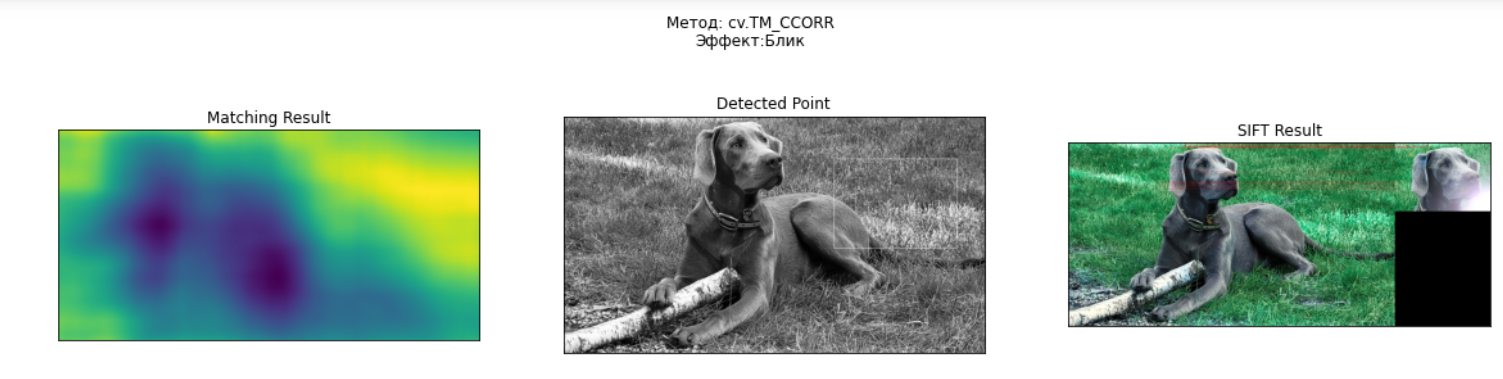 Метод: cv.TM_CCORR
Эффект:Блик
Matching Result
Detected Point
SIFT Result